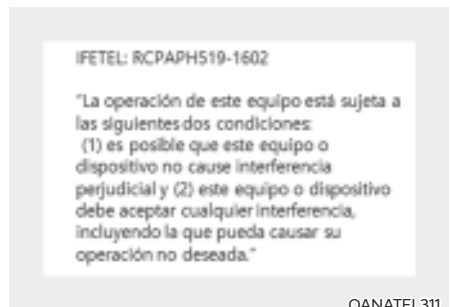 IFETEL: RCPAPH519-1602
"La operación de este equipo está sujeta a
las siguientes dos condiciones:
(1) es posible que este equipo o
dispositivo no cause interferencia
perjudicial y (2) este equipo o dispositivo
debe aceptar cualquier interferencia,
incluyendo la que pueda causar su
operación no deseada."
QANATEL311